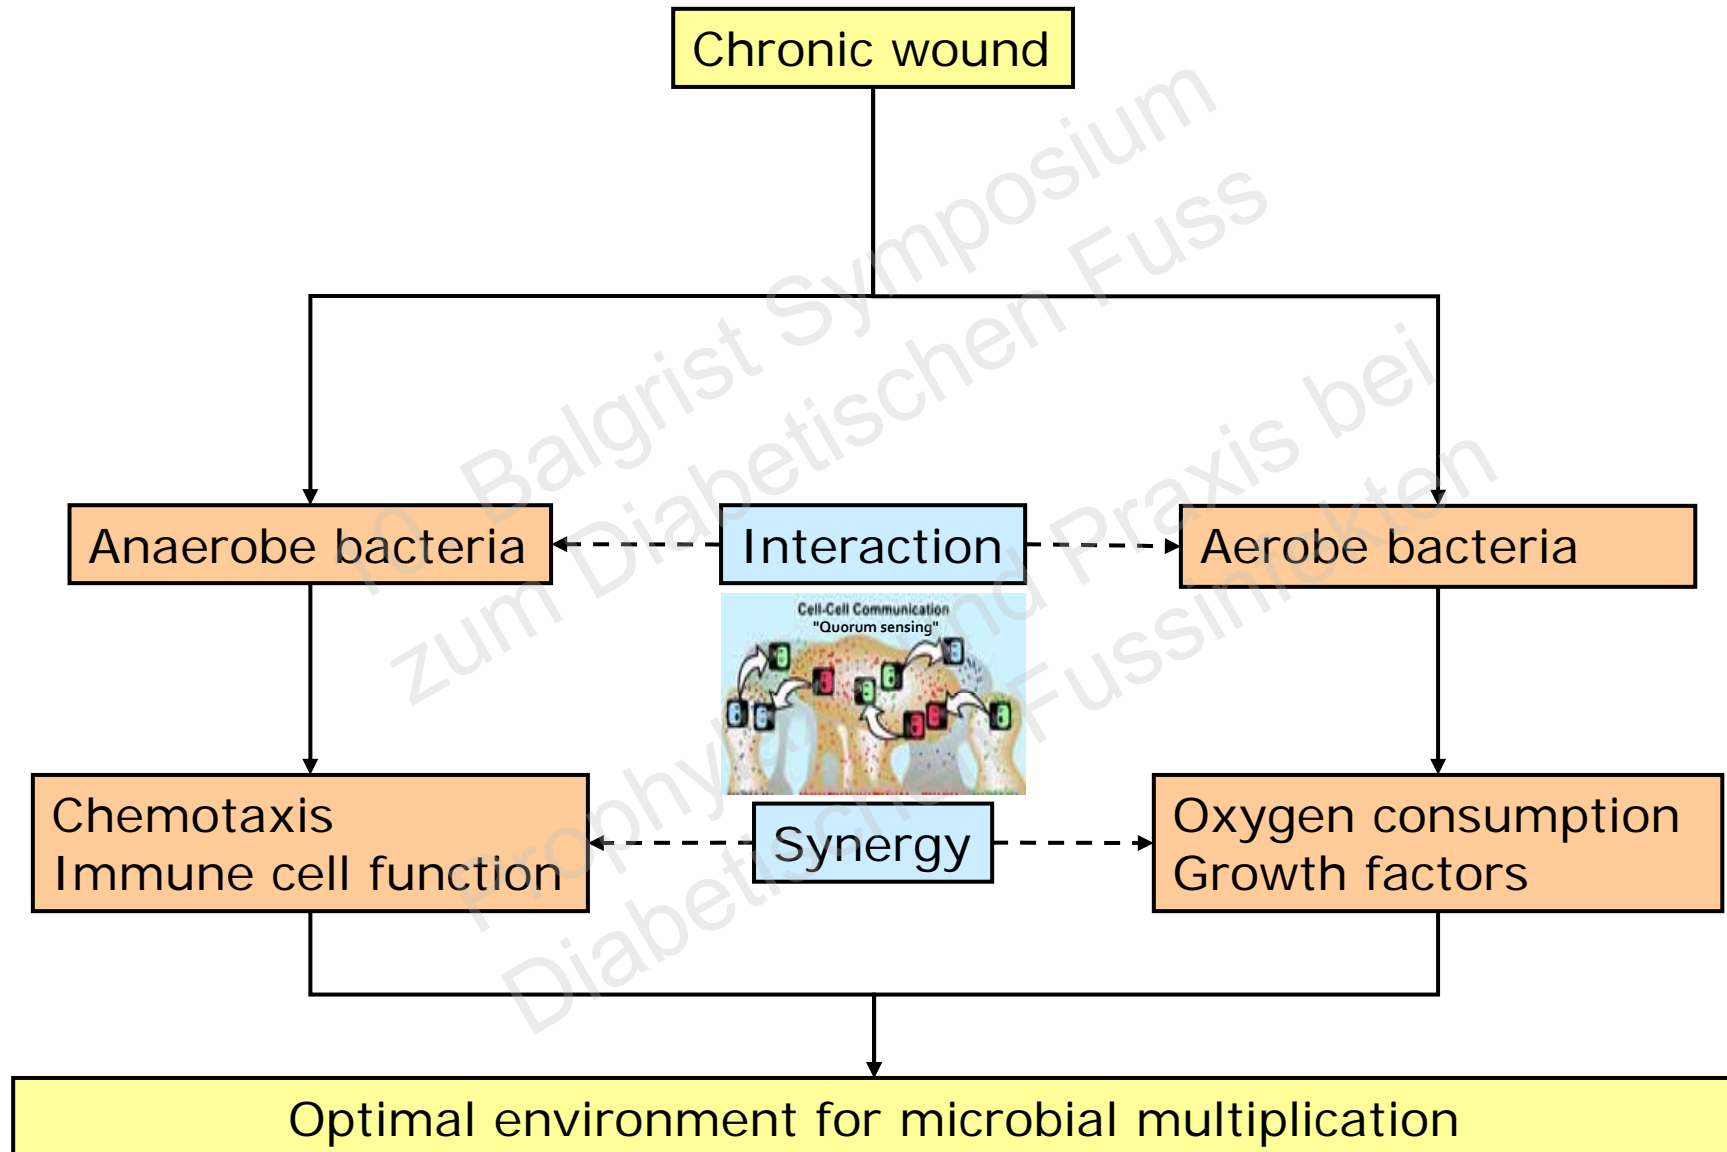 Chronic wound
10. Balgrist Symposium
zum Diabetischen Fuss
Prophylaxe und Praxis bei
Diabetischen Fussinfekten
Anaerobe bacteria
Interaction
Aerobe bacteria
Cell-Cell Communication
"Quorum sensing"
Chemotaxis
Immune cell function
Synergy
Oxygen consumption
Growth factors
Optimal environment for microbial multiplication